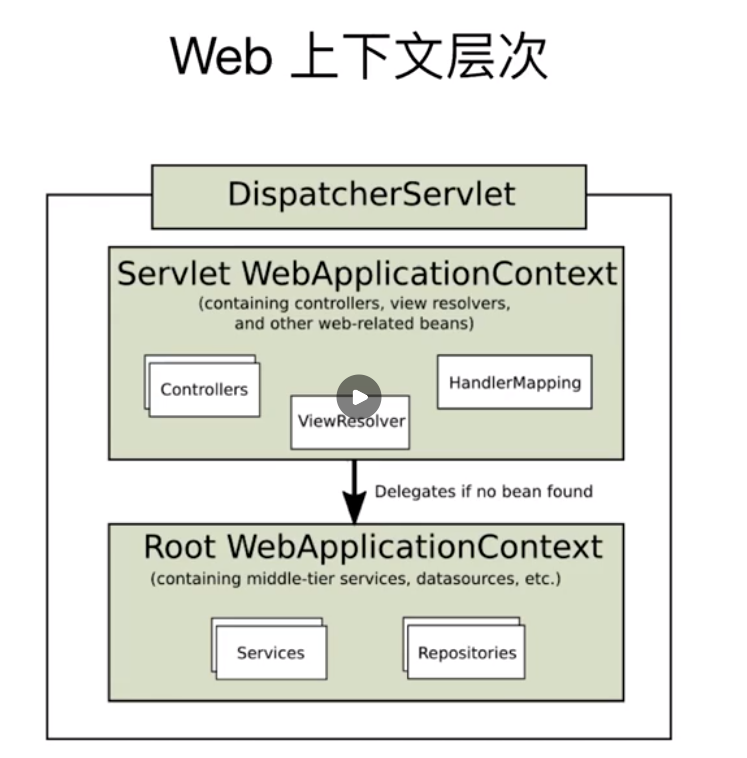 Web 上下文层次
DispatcherServlet
Servlet WebApplicationContext
(containing controllers, view resolvers,
and other web-related beans)
Controllers
HandlerMapping
ViewResolver
Delegates if no bean found
Root WebApplicationContext
(containing middle-tier services, datasources, etc.)
Services
Repositories